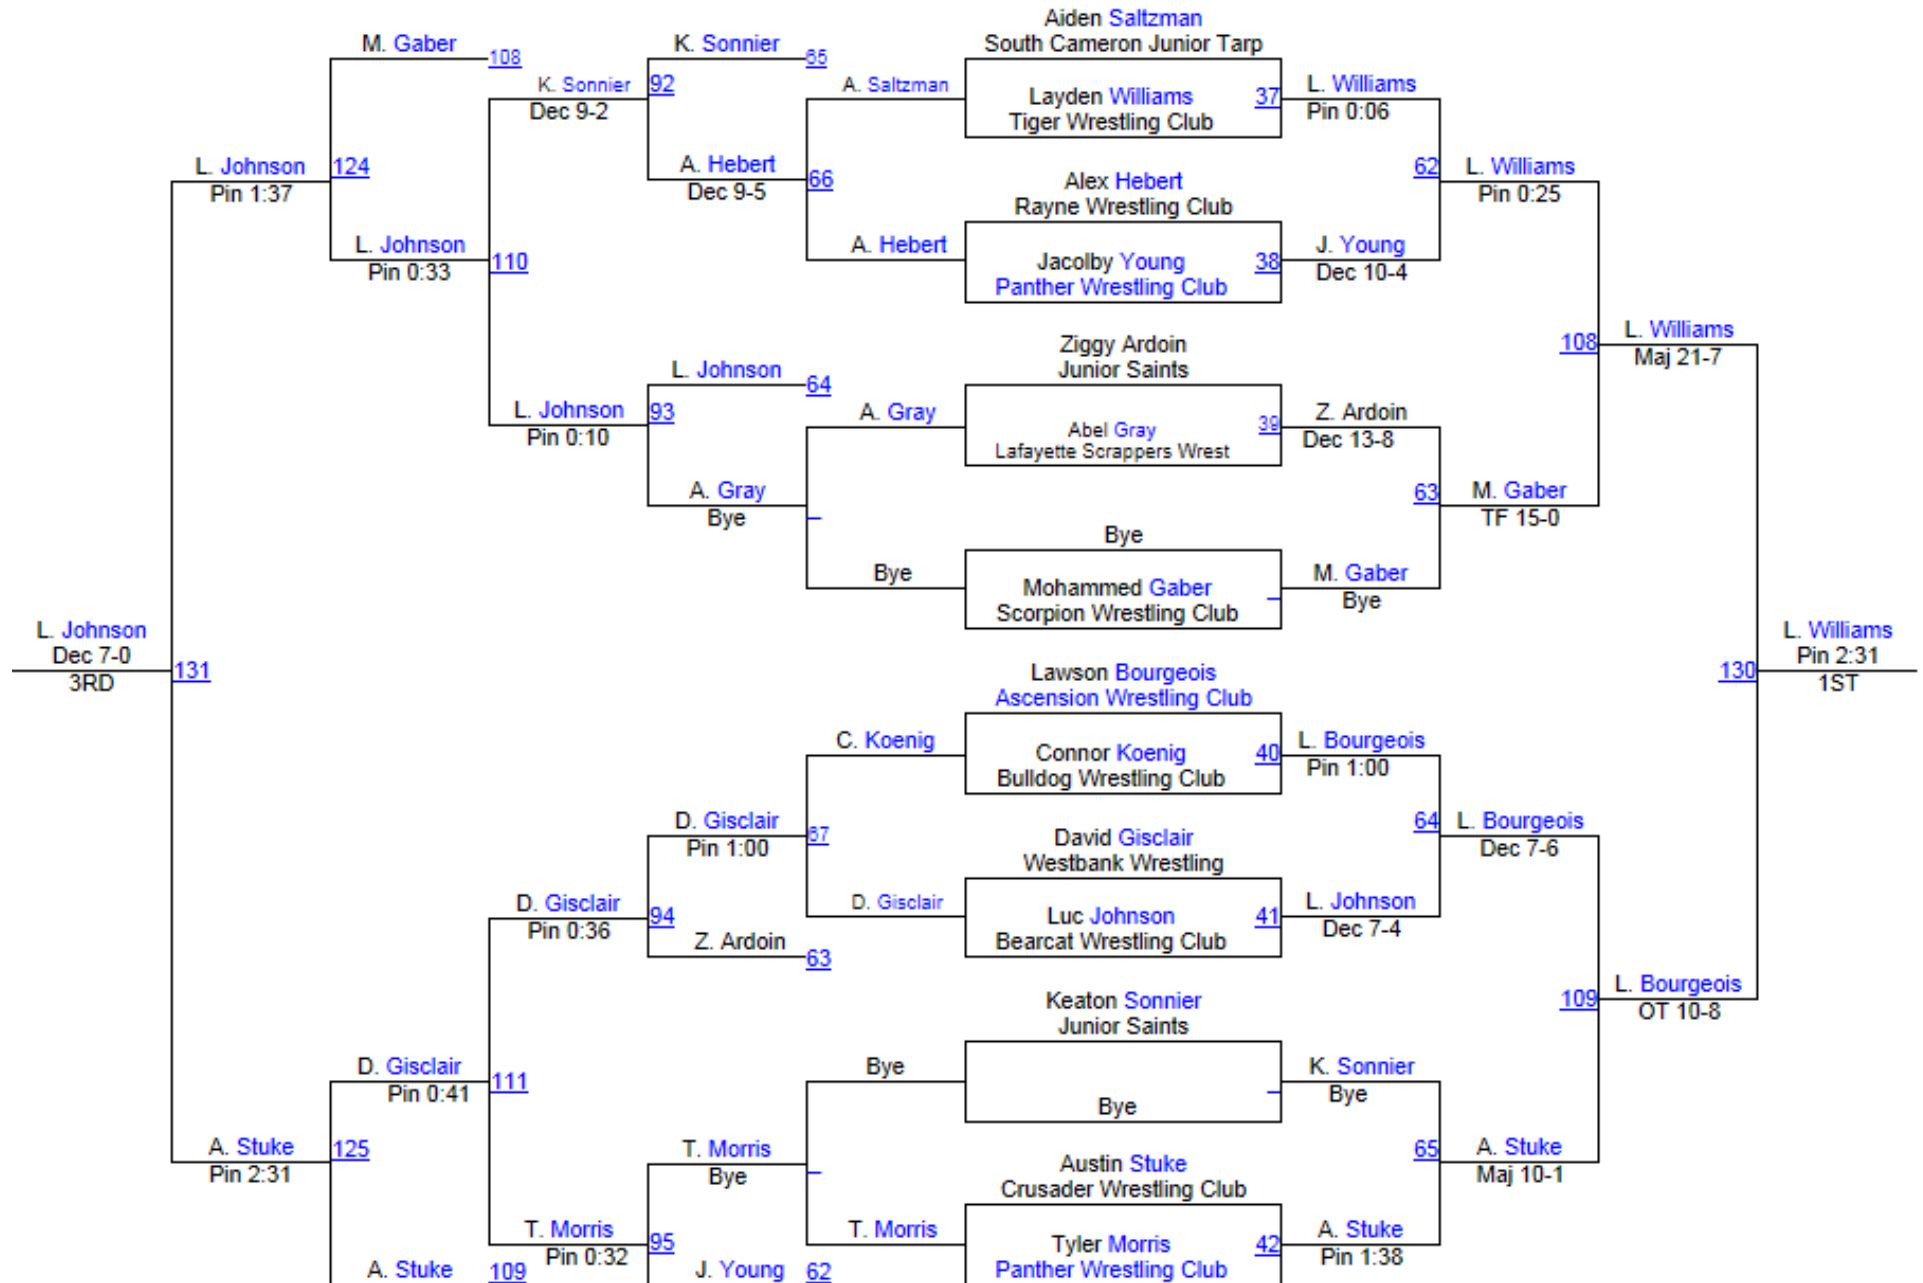 Aiden Saltzman
M. Gaber K. Sonnier South Cameron Junior Tarp
108 65
K. Sonnier 92 A. Saltzman L. Williams
Dec 9-2 Layden Williams 37 Pin 0:06
Tiger Wrestling Club
L. Johnson 124 A. Hebert 62 L. Williams
Pin 1:37 Dec 9-5 66 Alex Hebert Pin 0:25
Rayne Wrestling Club
L. Johnson A. Hebert J. Young
Pin 0:33 110 Jacolby Young 38 Dec 10-4
Panther Wrestling Club
L. Williams
Ziggy Ardoin 108 Maj 21-7
L. Johnson Junior Saints
64
L. Johnson 93 A. Gray Z. Ardoin
Pin 0:10 Abel Gray 39 Dec 13-8
Lafayette Scrappers Wrest
A. Gray 63 M. Gaber
Bye TF 15-0
Bye
Bye M. Gaber
Mohammed Gaber Bye
Scorpion Wrestling Club
L. Johnson L. Williams
Dec 7-0 131 130 Pin 2:31
3RD Lawson Bourgeois 1ST
Ascension Wrestling Club
C. Koenig L. Bourgeois
Connor Koenig 40 Pin 1:00
Bulldog Wrestling Club
D. Gisclair 64 L. Bourgeois
Pin 1:00 67 David Gisclair Dec 7-6
Westbank Wrestling
D. Gisclair 94 D. Gisclair L. Johnson
Pin 0:36 Luc Johnson 41 Dec 7-4
Z. Ardoin Bearcat Wrestling Club
63
L. Bourgeois
Keaton Sonnier 109 OT 10-8
Junior Saints
D. Gisclair Bye K. Sonnier
Pin 0:41 111 Bye
Bye
A. Stuke 125 T. Morris 65 A. Stuke
Pin 2:31 Bye Austin Stuke Maj 10-1
Crusader Wrestling Club
T. Morris 95 T. Morris A. Stuke
Pin 0:32 Tyler Morris 42 Pin 1:38
A. Stuke 109 J. Young 62 Panther Wrestling Club